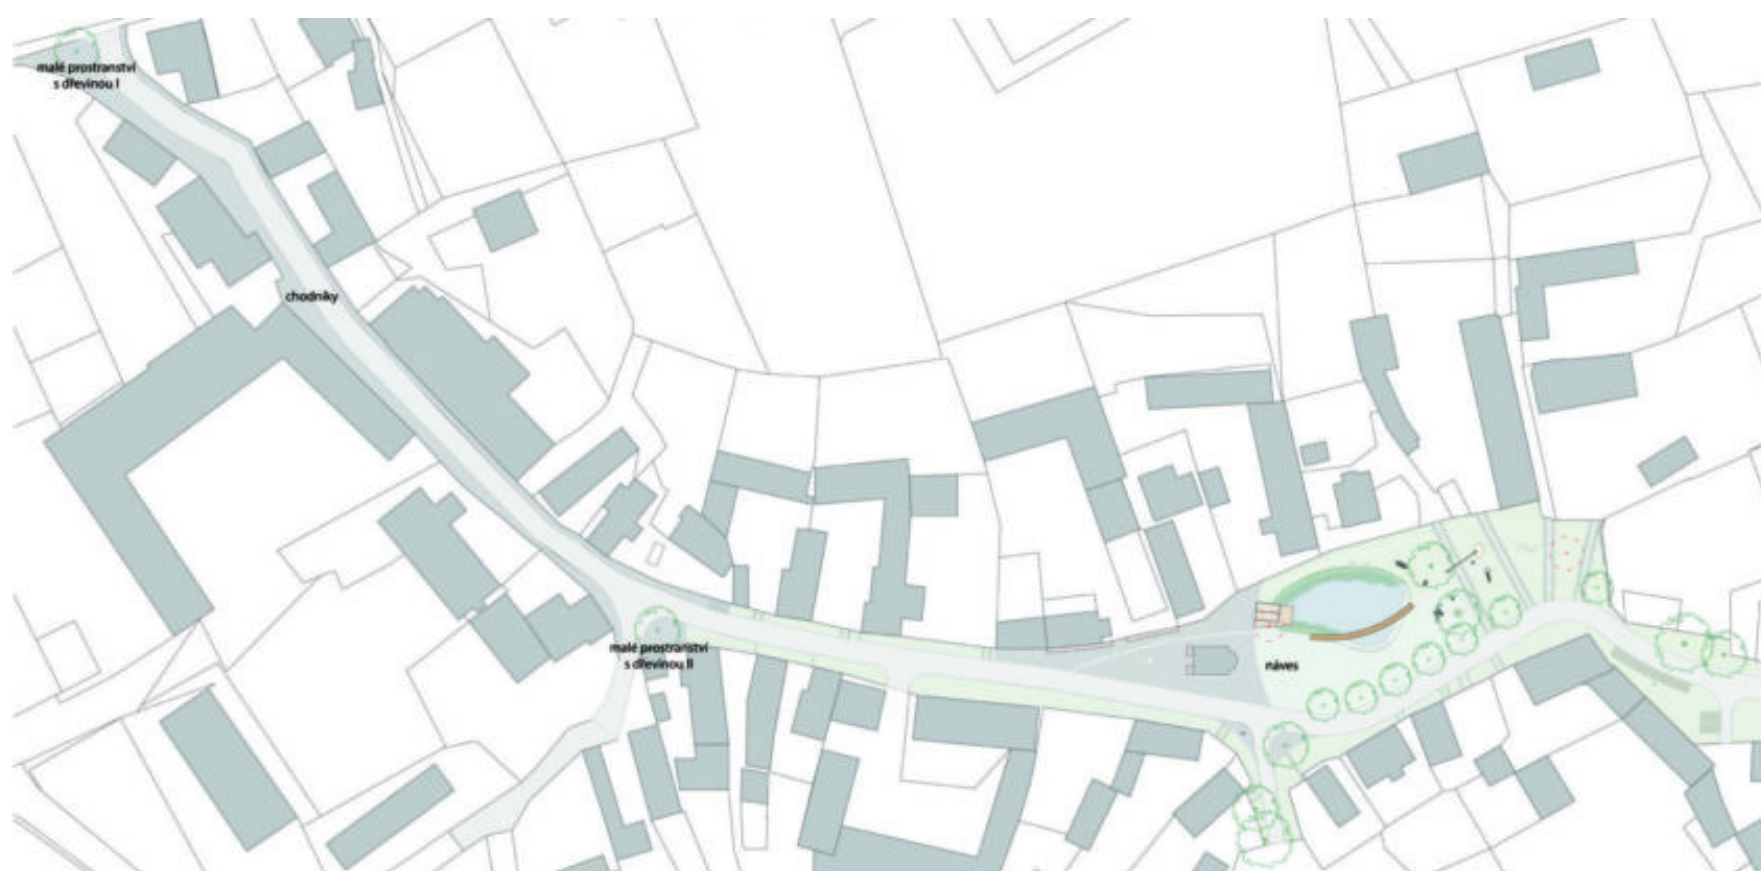 malé prostranství
s dřevinou I
chodníky
malé prostranství
s dřevinou II
náves